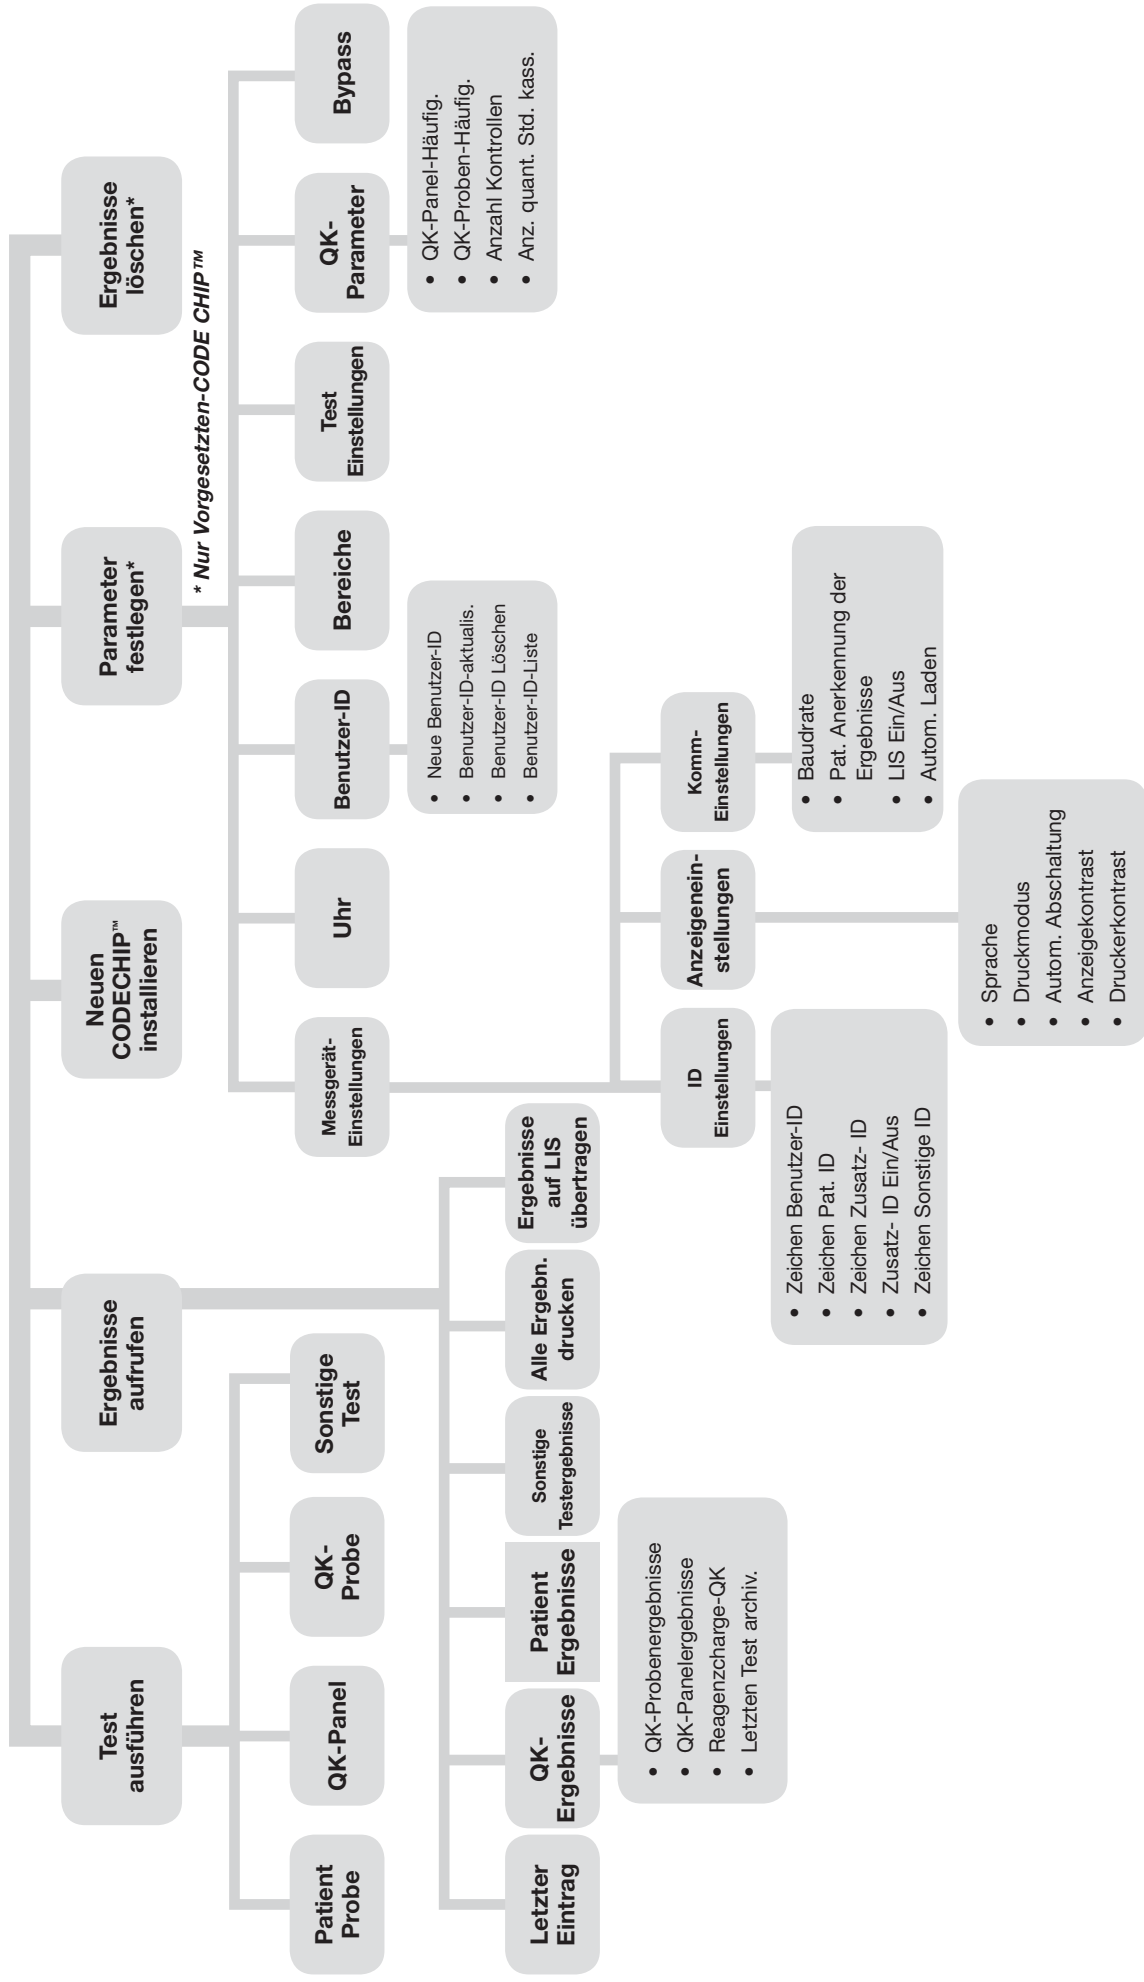 Test
ausführen
Ergebnisse
aufrufen
Neuen
CODECHIP™
installieren
Parameter
festlegen*
Ergebnisse
löschen*
* Nur Vorgesetzten-CODE CHIP™
Patient
Probe
QK-Panel
QK-
Probe
Sonstige
Test
Letzter
Eintrag
QK-
Ergebnisse
Patient
Ergebnisse
Sonstige
Testergebnisse
Alle Ergebn.
drucken
Ergebnisse
auf LIS
übertragen
• QK-Probenergebnisse
• QK-Panelergebnisse
• Reagenzcharge-QK
• Letzten Test archiv.
Messgerät-
Einstellungen
Uhr
Benutzer-ID
Bereiche
Test
Einstellungen
QK-
Parameter
Bypass
• Neue Benutzer-ID
• Benutzer-ID-aktualis.
• Benutzer-ID Löschen
• Benutzer-ID-Liste
• QK-Panel-Häufig.
• QK-Proben-Häufig.
• Anzahl Kontrollen
• Anz. quant. Std. kass.
ID
Einstellungen
Anzeigenein-
stellungen
Komm-
Einstellungen
• Zeichen Benutzer-ID
• Zeichen Pat. ID
• Zeichen Zusatz- ID
• Zusatz- ID Ein/Aus
• Zeichen Sonstige ID
• Sprache
• Druckmodus
• Autom. Abschaltung
• Anzeigekontrast
• Druckerkontrast
• Baudrate
• Pat. Anerkennung der
Ergebnisse
• LIS Ein/Aus
• Autom. Laden